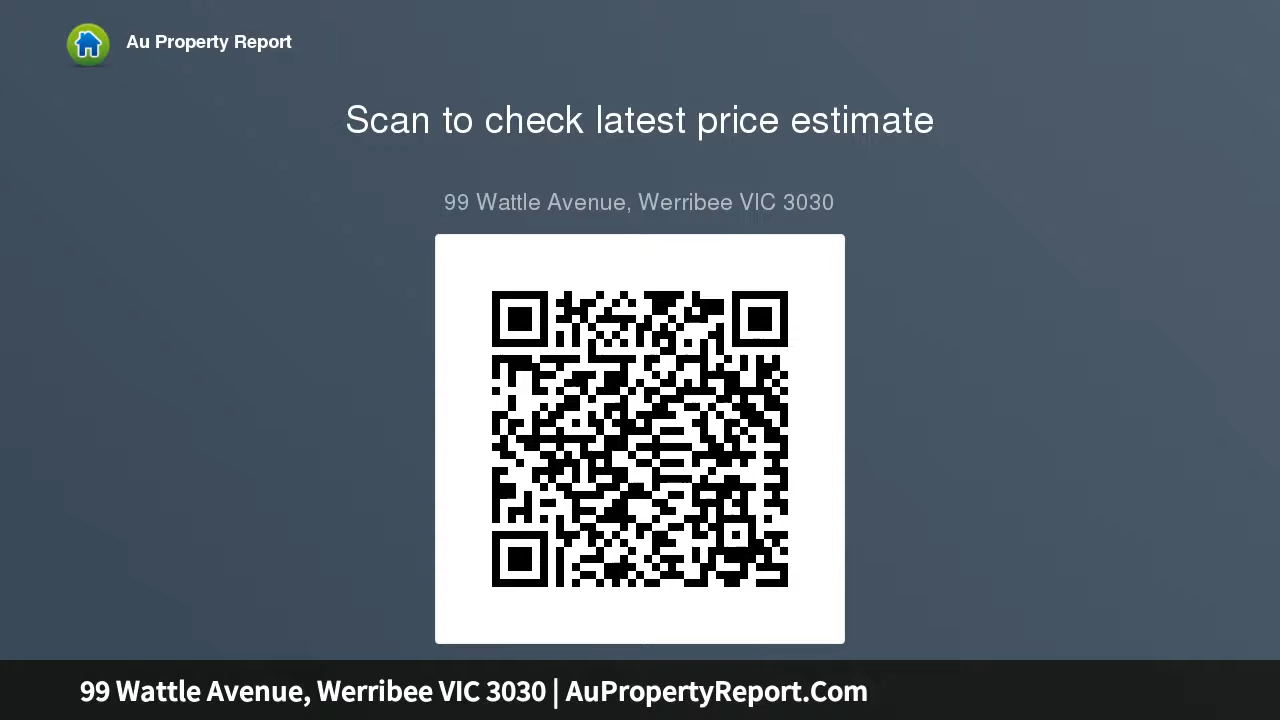 Au Property Report
Scan to check latest price estimate
99 Wattle Avenue, Werribee VIC 3030
99 Wattle Avenue, Werribee VIC 3030 | AuPropertyReport.Com